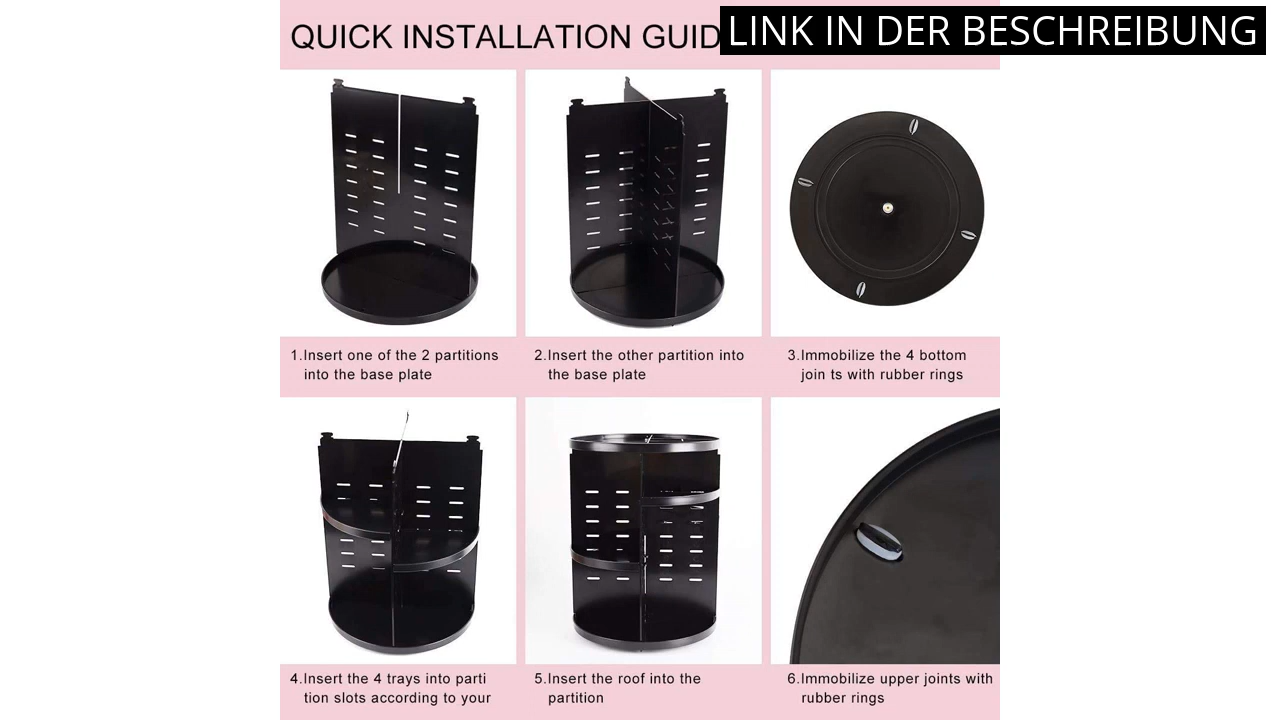 QUICK INSTALLATION GUID
LINK IN DER BESCHREIBUNG
1.Insert one of the 2 partitions
into the base plate
2.Insert the other partition into
the base plate
3.Immobilize the 4 bottom
join ts with rubber rings
4.Insert the 4 trays into parti
tion slots according to your
5.Insert the roof into the
partition
6.Immobilize upper joints with
rubber rings